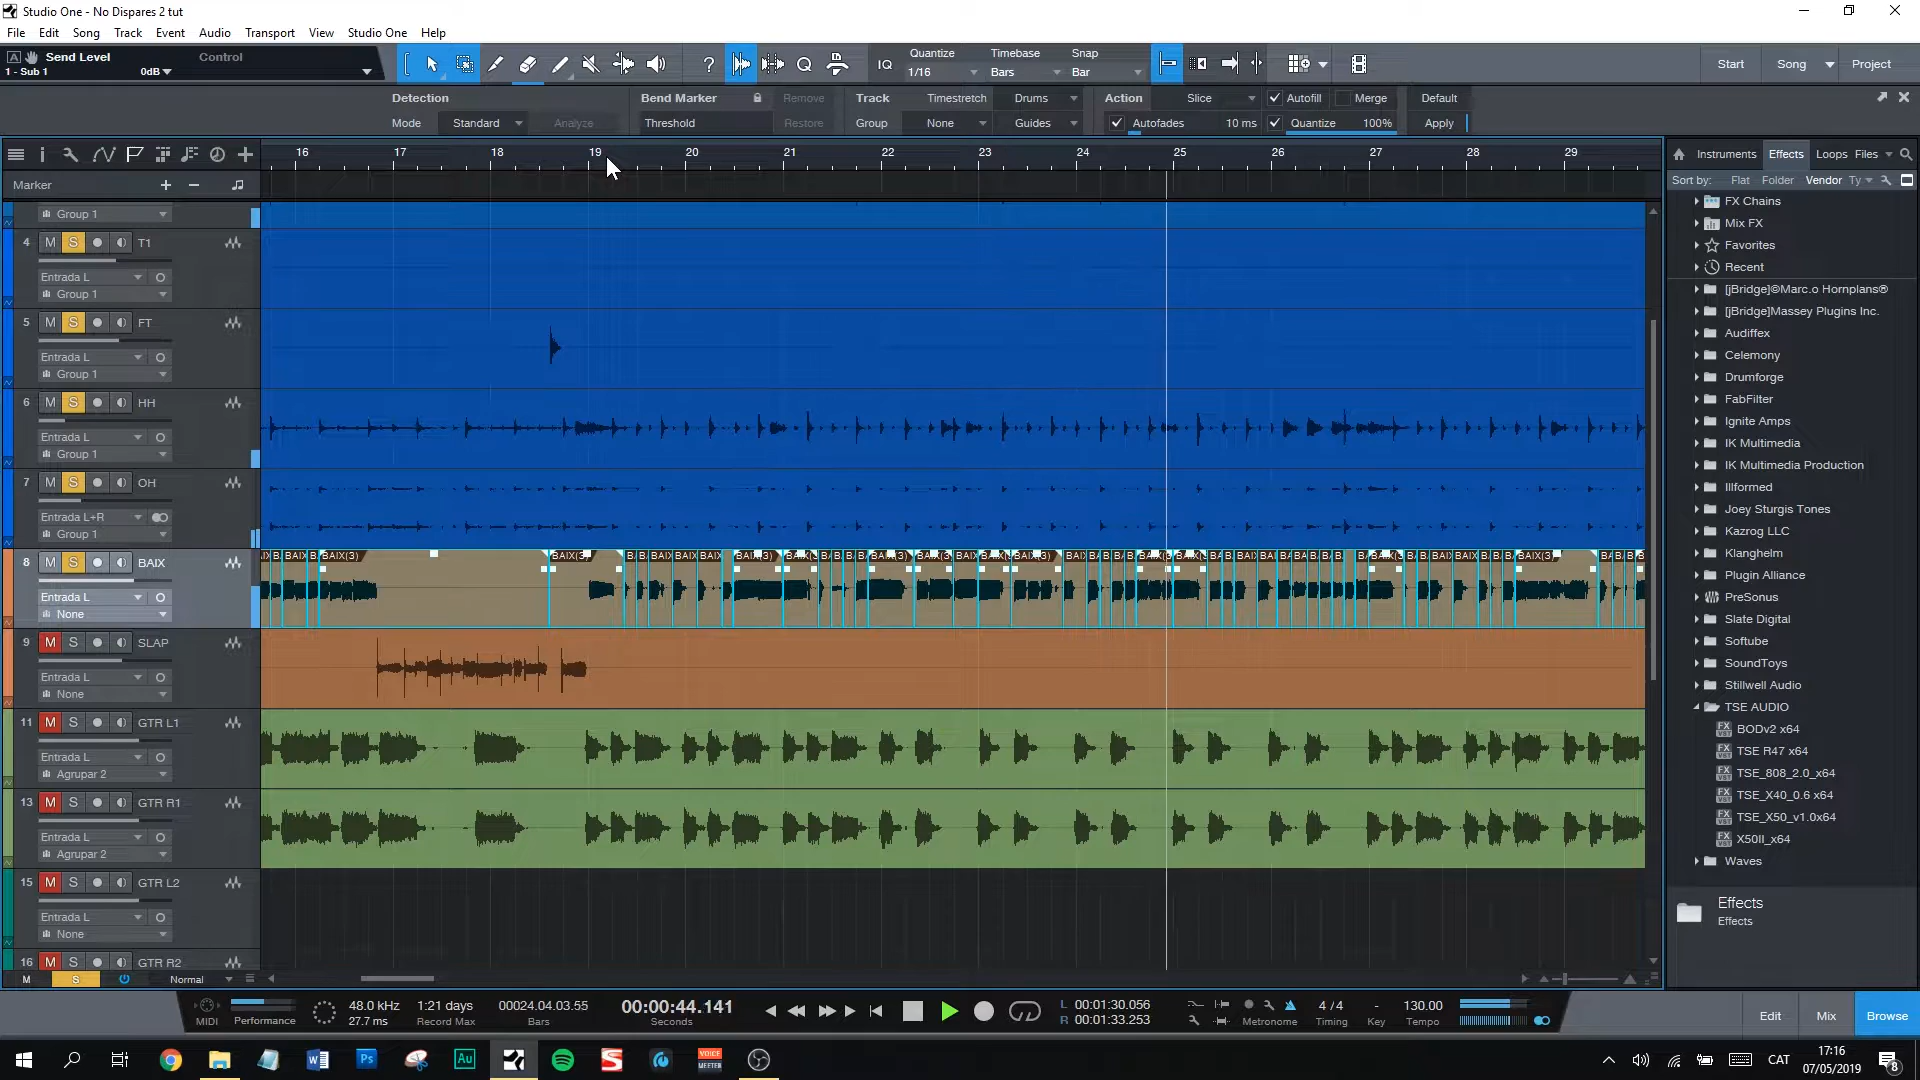 Studio One - No Dispares 2 tut
File Edit Song Track Event Audio Transport View Studio One Help
Send Level Control
1 - Sub 1 0dB
IQ Quantize 1/16 Timebase Bars Snap Bar
Start Song Project
Detection Bend Marker Remove Track Timestretch Drums Action Slice Autofill Merge Default
Mode Standard Analyze Threshold Restore Group None Guides Autofades 10 ms Quantize 100% Apply
16 17 18 19 20 21 22 23 24 25 26 27 28 29
Marker
Group 1
4 M S T1
Entrada L
Group 1
5 M S FT
Entrada L
Group 1
6 M S HH
Entrada L
Group 1
7 M S OH
Entrada L+R
Group 1
8 M S BAIX
Entrada L
None
BAIX(3)
BAIX(3)
9 M S SLAP
Entrada L
None
11 M S GTR L1
Entrada L
Agrupar 2
13 M S GTR R1
Entrada L
Agrupar 2
15 M S GTR L2
Entrada L
None
16 M S GTR R2
M S Normal
Instruments Effects Loops Files
Sort by: Flat Folder Vendor Ty
FX Chains
Mix FX
Favorites
Recent
[jBridge]©Marc.o Hornplans®
[jBridge]Massey Plugins Inc.
Audiffex
Celemony
Drumforge
FabFilter
Ignite Amps
IK Multimedia
IK Multimedia Production
Illformed
Joey Sturgis Tones
Kazrog LLC
Klanghelm
Plugin Alliance
PreSonus
Slate Digital
Softube
SoundToys
Stillwell Audio
TSE AUDIO
BODv2 x64
TSE R47 x64
TSE_808_2.0_x64
TSE_X40_0.6 x64
TSE_X50_v1.0x64
X50II_x64
Waves
Effects
Effects
MIDI Performance
48.0 kHz
27.7 ms
1:21 days
Record Max
00024.04.03.55
Bars
00:00:44.141
Seconds
L 00:01:30.056
R 00:01:33.253
Metronome
4 / 4
Timing
-
Key
130.00
Tempo
Edit Mix Browse
CAT
17:16
07/05/2019
8